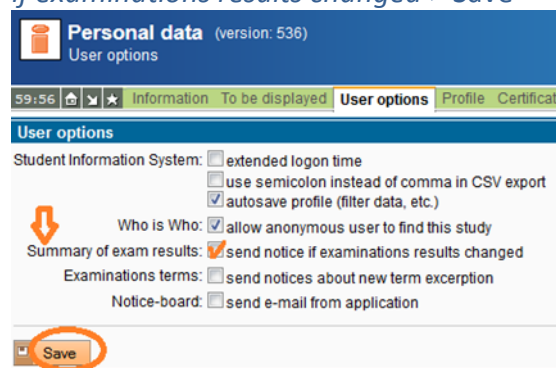 if examinations results changed > Save
Personal data (version: 536)
User options
59:56 Information To be displayed User options Profile Certificat
User options
Student Information System: extended logon time
use semicolon instead of comma in CSV export
autosave profile (filter data, etc.)
Who is Who: allow anonymous user to find this study
Summary of exam results: send notice if examinations results changed
Examinations terms: send notices about new term excerption
Notice-board: send e-mail from application
Save